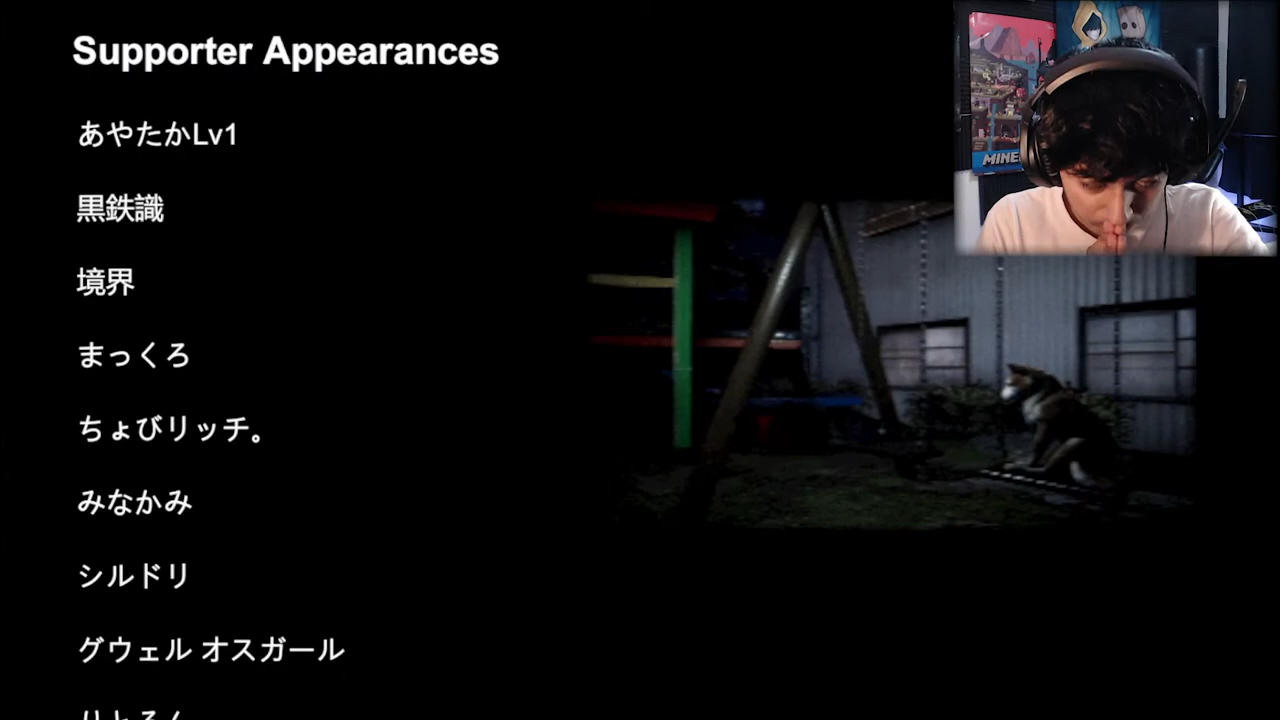 Supporter Appearances
あやたかLv1
黒鉄識
境界
まっくろ
ちょびリッチ。
みなかみ
シルドリ
グウェル オスガール
MINE